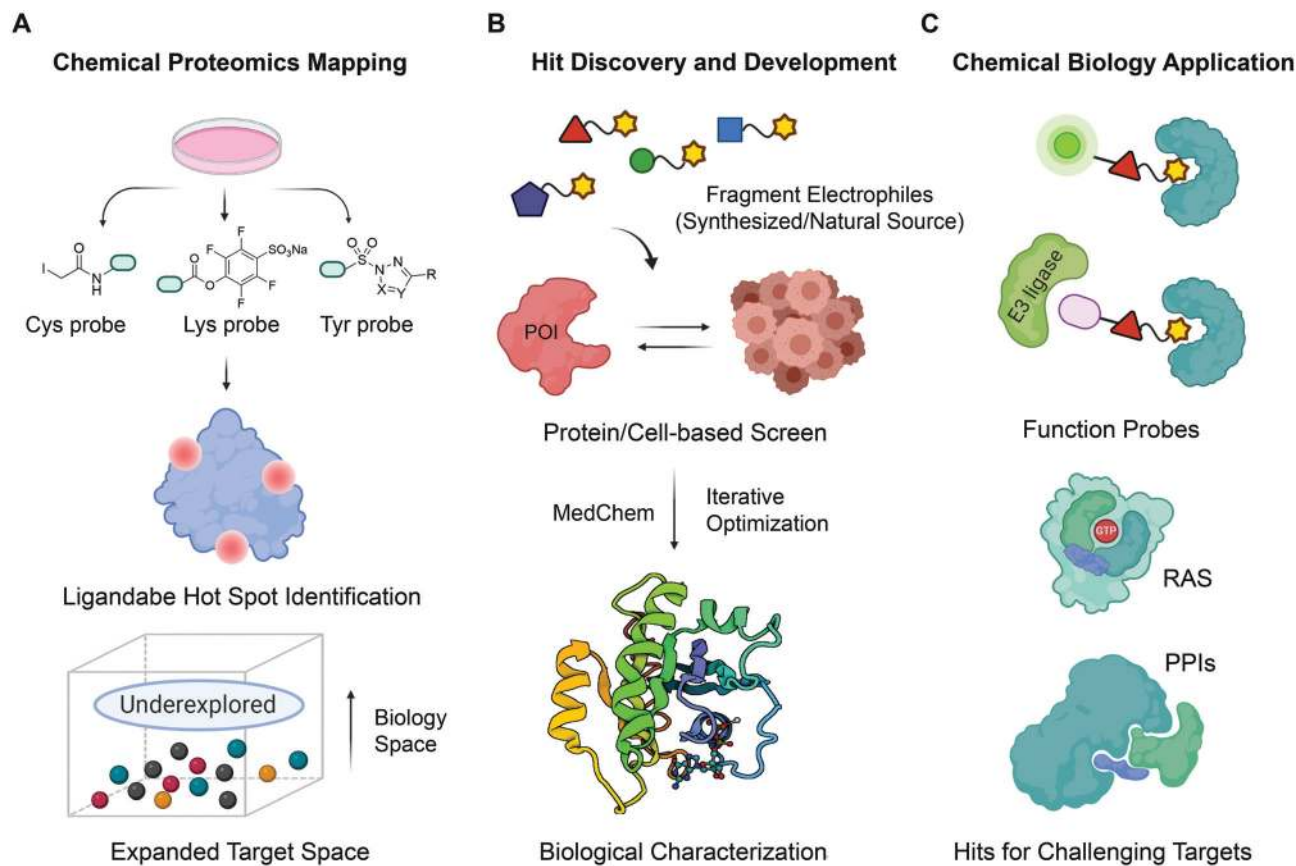 A
Chemical Proteomics Mapping
I
O
N
H
O
O
F
F
F
F
SO₃Na
O
O
S
N
N
X
Y
R
Cys probe
Lys probe
Tyr probe
Ligandabe Hot Spot Identification
Underexplored
Biology
Space
Expanded Target Space
B
Hit Discovery and Development
Fragment Electrophiles
(Synthesized/Natural Source)
POI
Protein/Cell-based Screen
MedChem
Iterative
Optimization
Biological Characterization
C
Chemical Biology Application
E3 ligase
Function Probes
GTP
RAS
PPIs
Hits for Challenging Targets